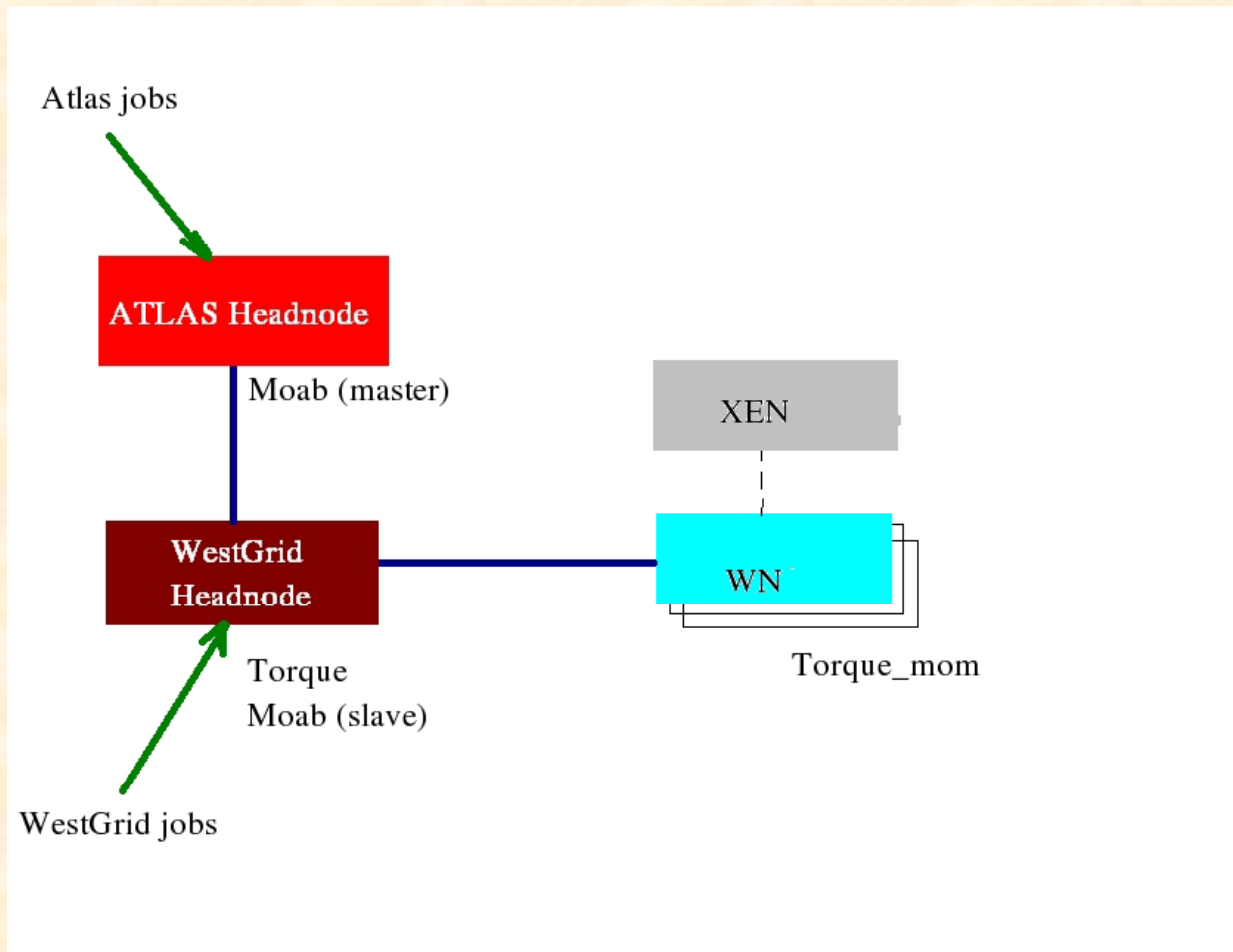 Atlas jobs
ATLAS Headnode
Moab (master)
XEN
WestGrid
Headnode
WN
Torque
Moab (slave)
Torque_mom
WestGrid jobs